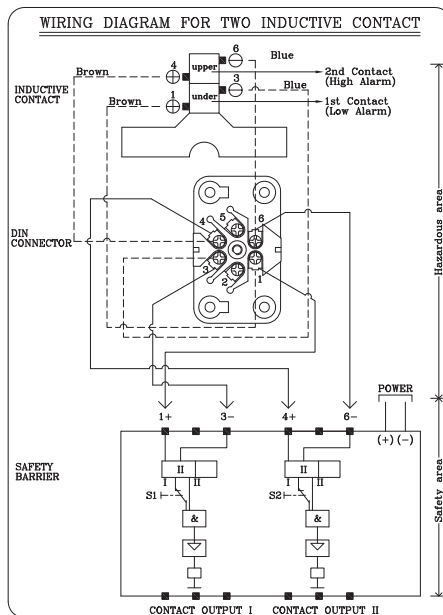 WIRING DIAGRAM FOR TWO INDUCTIVE CONTACT
6
Blue
4
upper
2nd Contact
(High Alarm)
Brown
3
Blue
INDUCTIVE
CONTACT
Brown
1
under
1st Contact
(Low Alarm)
Hazardous area
DIN
CONNECTOR
4
5
6
3
2
1
POWER
1+
3-
4+
6-
(+) (-)
SAFETY
BARRIER
II
II
I
II
I
II
S1
S2
&
&
Safety area
CONTACT OUTPUT I
CONTACT OUTPUT II